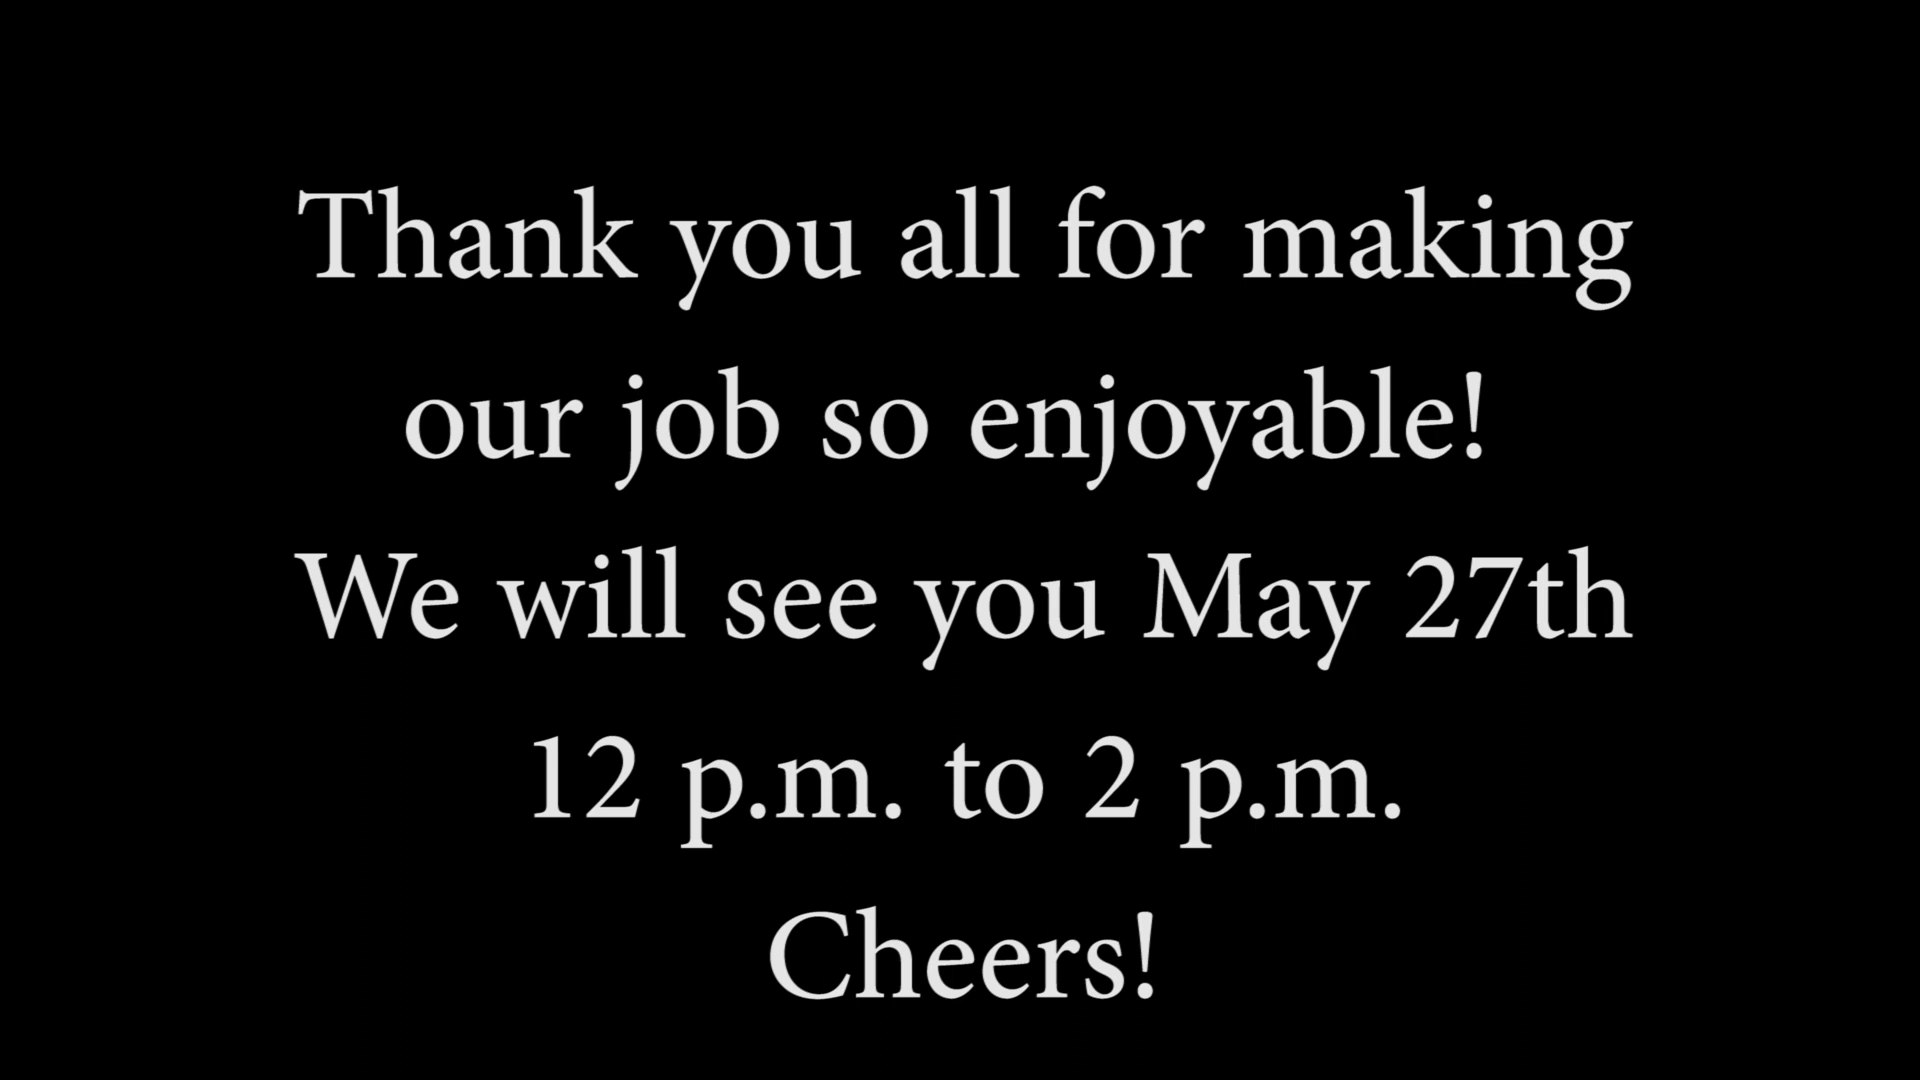 Thank you all for making
our job so enjoyable!
We will see you May 27th
12 p.m. to 2 p.m.
Cheers!